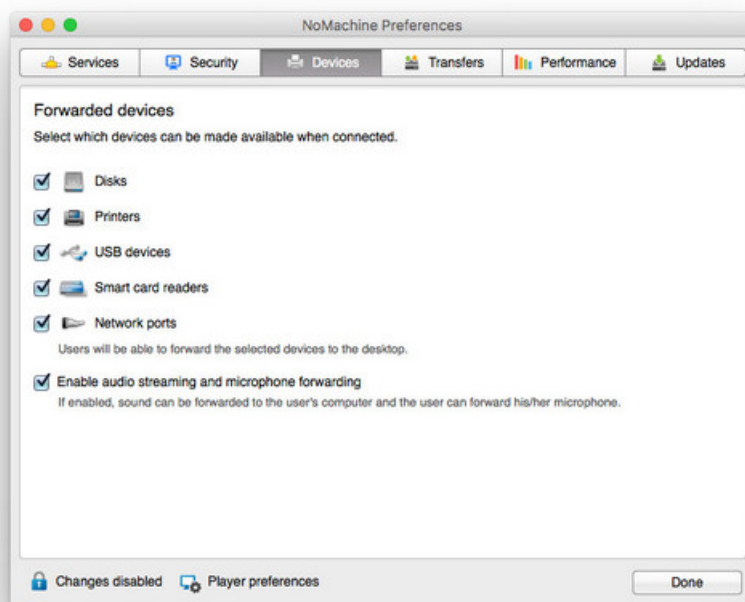 NoMachine Preferences
Services Security Devices Transfers Performance Updates
Forwarded devices
Select which devices can be made available when connected.
Disks
Printers
USB devices
Smart card readers
Network ports
Users will be able to forward the selected devices to the desktop.
Enable audio streaming and microphone forwarding
If enabled, sound can be forwarded to the user's computer and the user can forward his/her microphone.
Changes disabled Player preferences Done